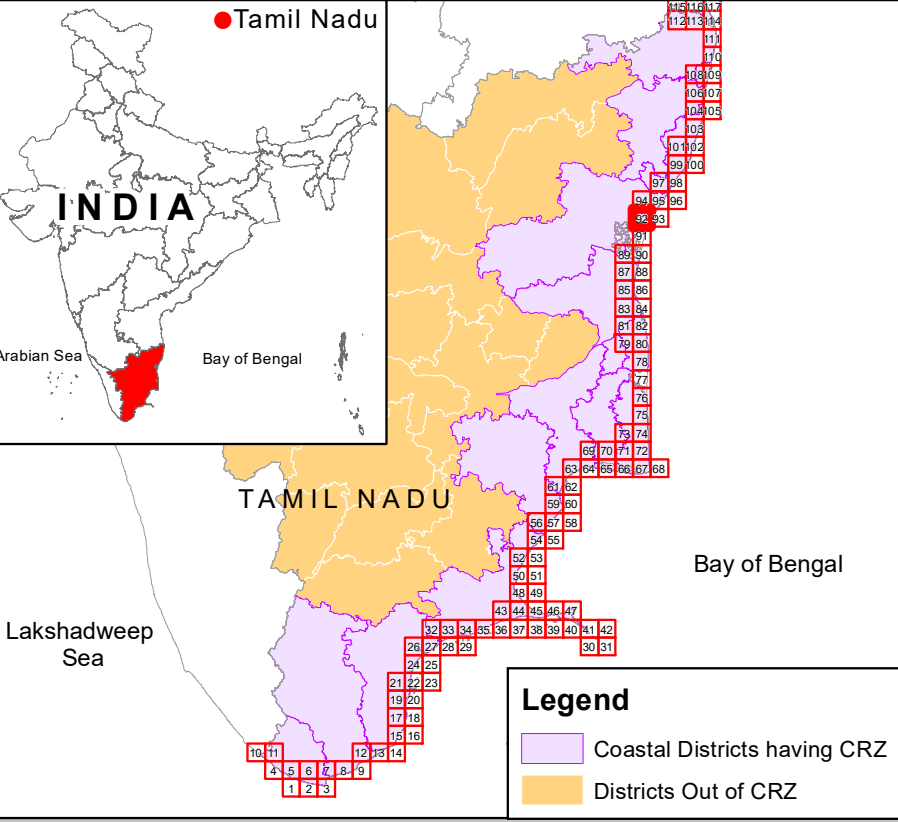 Tamil Nadu
INDIA
Arabian Sea
Bay of Bengal
115 116 117
112 113 114
111
110
108 109
106 107
104 105
103
101 102
99 100
97 98
94 95 96
92 93
91
89 90
87 88
85 86
83 84
81 82
79 80
78
77
76
75
73 74
69 70 71 72
63 64 65 66 67 68
61 62
59 60
56 57 58
54 55
52 53
50 51
48 49
43 44 45 46 47
32 33 34 35 36 37 38 39 40 41 42
26 27 28 29 30 31
24 25
21 22 23
19 20
17 18
15 16
10 11 12 13 14
4 5 6 7 8 9
1 2 3
TAMIL NADU
Bay of Bengal
Lakshadweep
Sea
Legend
Coastal Districts having CRZ
Districts Out of CRZ